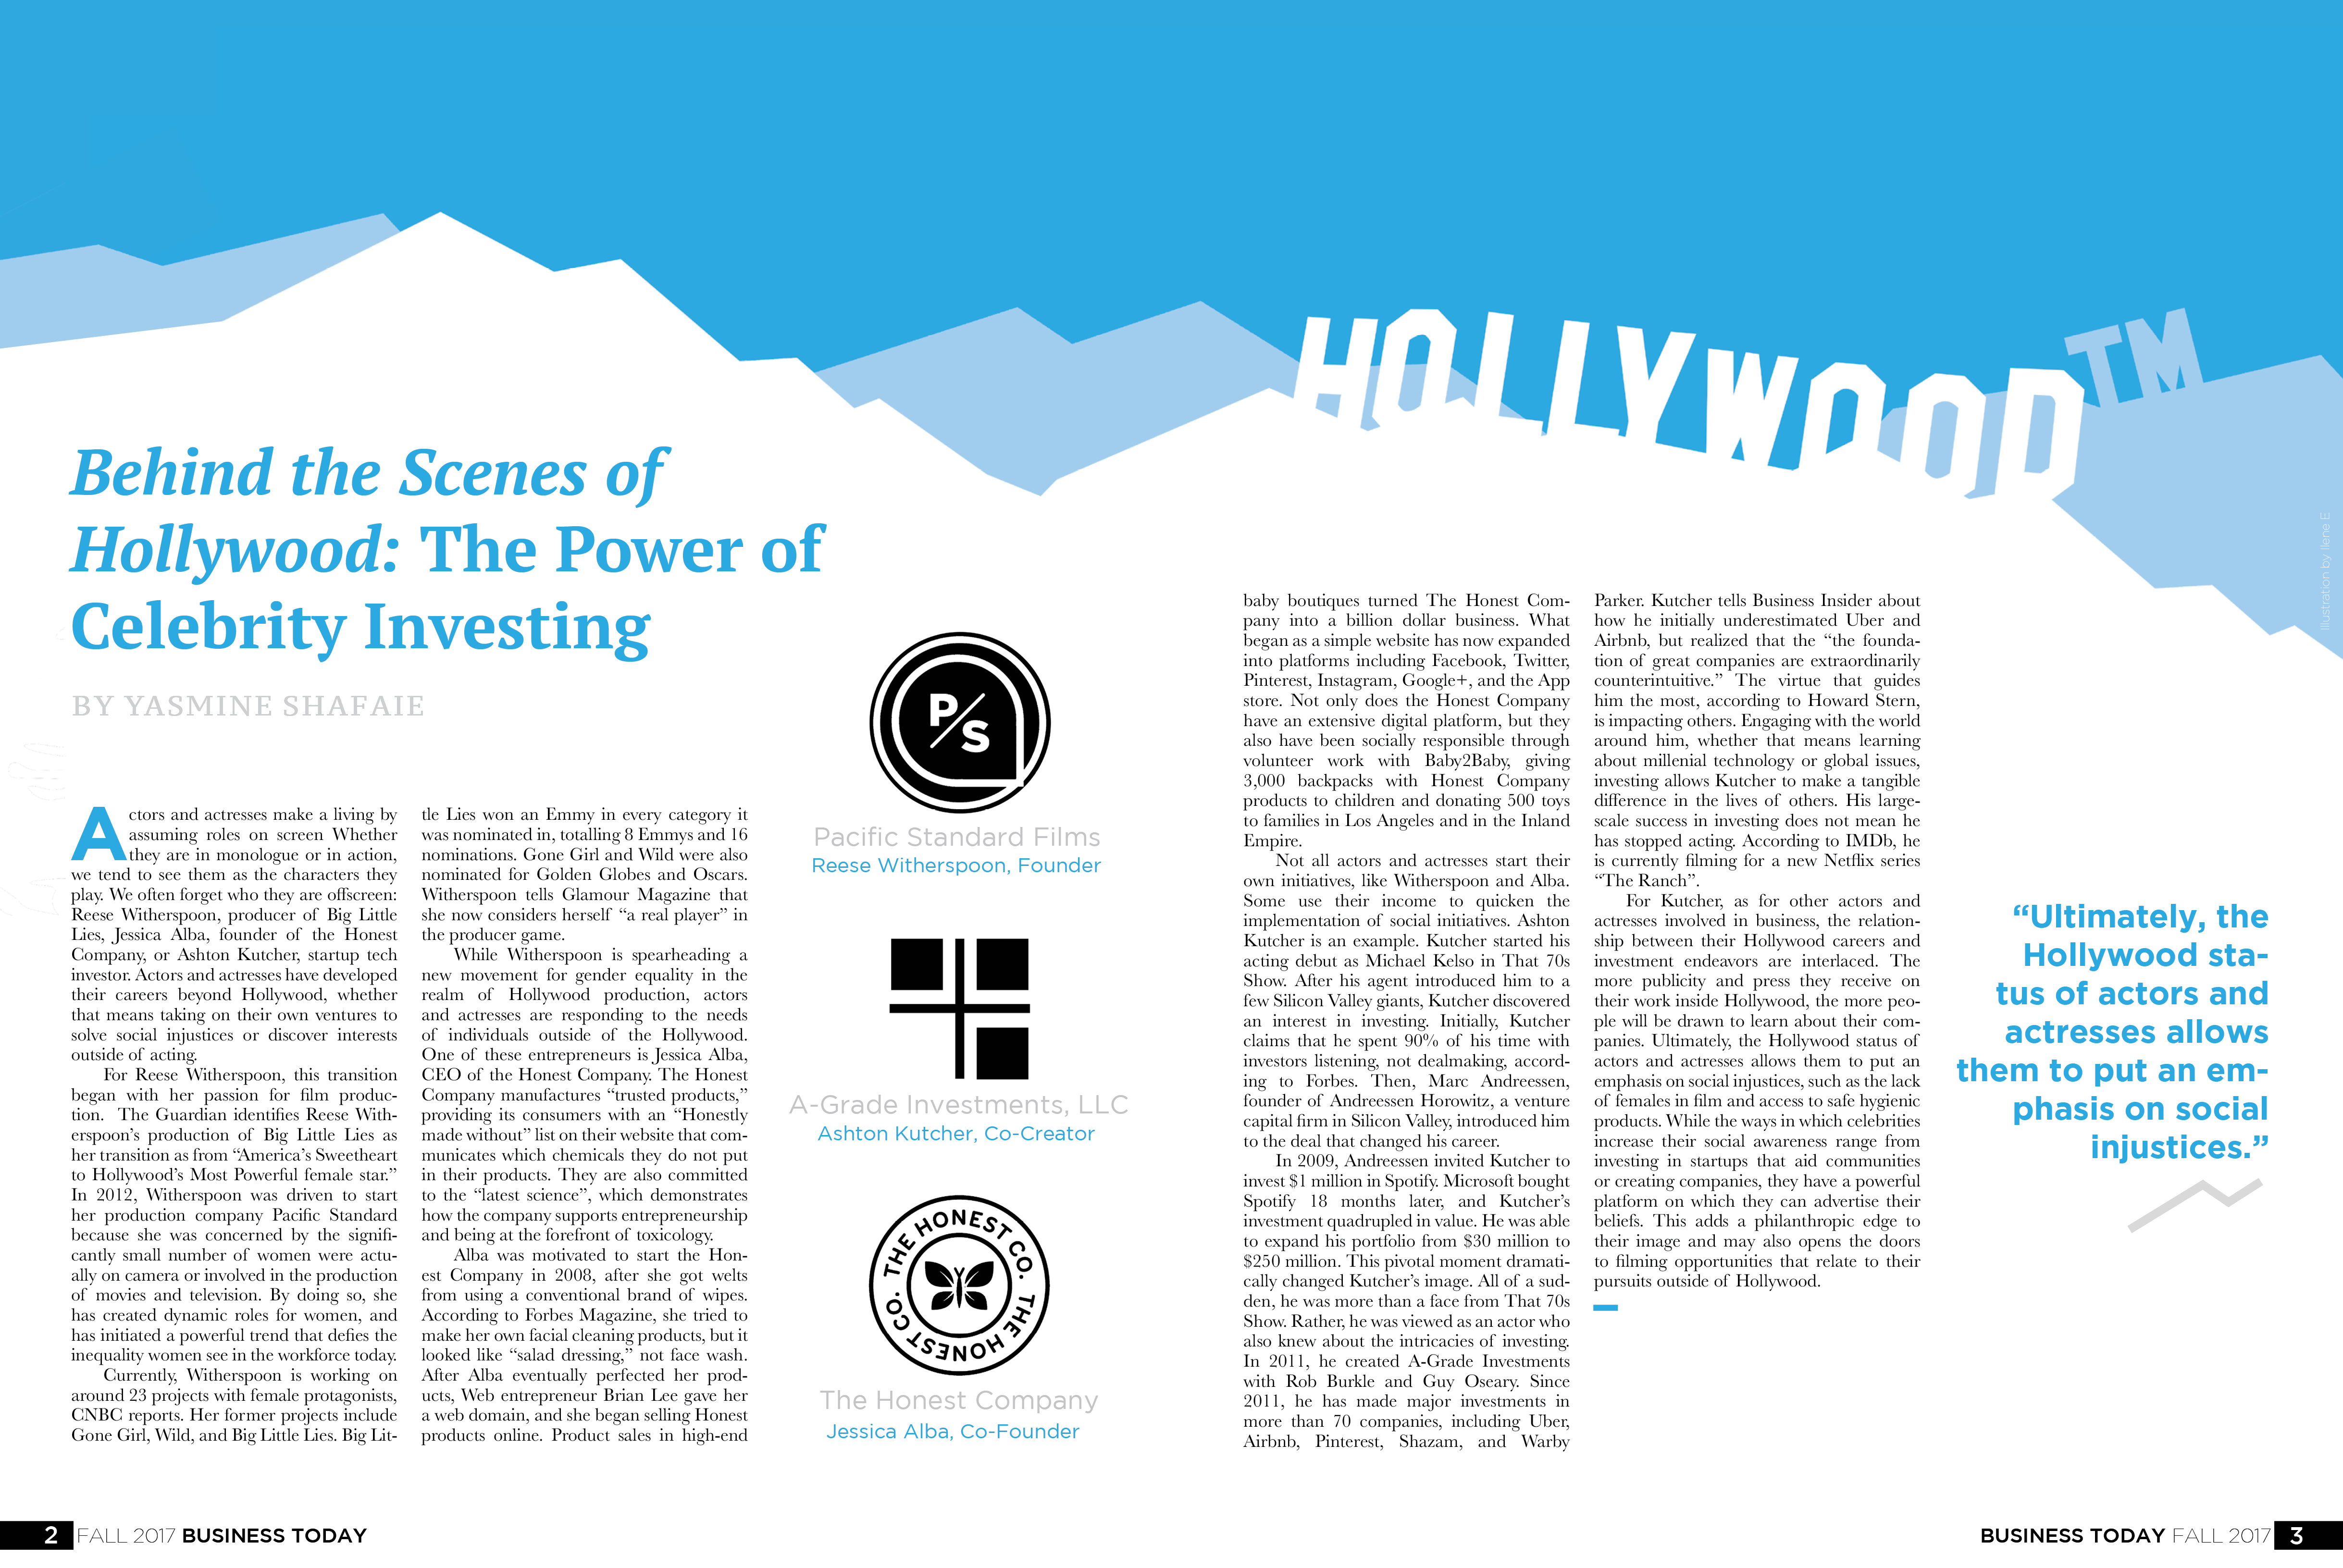 HOLLYWOOD TM
Behind the Scenes of
Hollywood: The Power of
Celebrity Investing
BY YASMINE SHAFAIE
Actors and actresses make a living by
assuming roles on screen Whether
they are in monologue or in action,
we tend to see them as the characters they
play. We often forget who they are offscreen:
Reese Witherspoon, producer of Big Little
Lies, Jessica Alba, founder of the Honest
Company, or Ashton Kutcher, startup tech
investor. Actors and actresses have developed
their careers beyond Hollywood, whether
that means taking on their own ventures to
solve social injustices or discover interests
outside of acting.
For Reese Witherspoon, this transition
began with her passion for film produc-
tion. The Guardian identifies Reese With-
erspoon's production of Big Little Lies as
her transition as from “America's Sweetheart
to Hollywood's Most Powerful female star.”
In 2012, Witherspoon was driven to start
her production company Pacific Standard
because she was concerned by the signifi-
cantly small number of women were actu-
ally on camera or involved in the production
of movies and television. By doing so, she
has created dynamic roles for women, and
has initiated a powerful trend that defies the
inequality women see in the workforce today.
Currently, Witherspoon is working on
around 23 projects with female protagonists,
CNBC reports. Her former projects include
Gone Girl, Wild, and Big Little Lies. Big Lit-
tle Lies won an Emmy in every category it
was nominated in, totalling 8 Emmys and 16
nominations. Gone Girl and Wild were also
nominated for Golden Globes and Oscars.
Witherspoon tells Glamour Magazine that
she now considers herself “a real player” in
the producer game.
While Witherspoon is spearheading a
new movement for gender equality in the
realm of Hollywood production, actors
and actresses are responding to the needs
of individuals outside of the Hollywood.
One of these entrepreneurs is Jessica Alba,
CEO of the Honest Company. The Honest
Company manufactures “trusted products,”
providing its consumers with an “Honestly
made without” list on their website that com-
municates which chemicals they do not put
in their products. They are also committed
to the “latest science”, which demonstrates
how the company supports entrepreneurship
and being at the forefront of toxicology.
Alba was motivated to start the Hon-
est Company in 2008, after she got welts
from using a conventional brand of wipes.
According to Forbes Magazine, she tried to
make her own facial cleaning products, but it
looked like “salad dressing,” not face wash.
After Alba eventually perfected her prod-
ucts, Web entrepreneur Brian Lee gave her
a web domain, and she began selling Honest
products online. Product sales in high-end
P/S
Pacific Standard Films
Reese Witherspoon, Founder
A-Grade Investments, LLC
Ashton Kutcher, Co-Creator
THE HONEST CO. THE HONEST CO.
The Honest Company
Jessica Alba, Co-Founder
baby boutiques turned The Honest Com-
pany into a billion dollar business. What
began as a simple website has now expanded
into platforms including Facebook, Twitter,
Pinterest, Instagram, Google+, and the App
store. Not only does the Honest Company
have an extensive digital platform, but they
also have been socially responsible through
volunteer work with Baby2Baby, giving
3,000 backpacks with Honest Company
products to children and donating 500 toys
to families in Los Angeles and in the Inland
Empire.
Not all actors and actresses start their
own initiatives, like Witherspoon and Alba.
Some use their income to quicken the
implementation of social initiatives. Ashton
Kutcher is an example. Kutcher started his
acting debut as Michael Kelso in That 70s
Show. After his agent introduced him to a
few Silicon Valley giants, Kutcher discovered
an interest in investing. Initially, Kutcher
claims that he spent 90% of his time with
investors listening, not dealmaking, accord-
ing to Forbes. Then, Marc Andreessen,
founder of Andreessen Horowitz, a venture
capital firm in Silicon Valley, introduced him
to the deal that changed his career.
In 2009, Andreessen invited Kutcher to
invest $1 million in Spotify. Microsoft bought
Spotify 18 months later, and Kutcher's
investment quadrupled in value. He was able
to expand his portfolio from $30 million to
$250 million. This pivotal moment dramati-
cally changed Kutcher's image. All of a sud-
den, he was more than a face from That 70s
Show. Rather, he was viewed as an actor who
also knew about the intricacies of investing.
In 2011, he created A-Grade Investments
with Rob Burkle and Guy Oseary. Since
2011, he has made major investments in
more than 70 companies, including Uber,
Airbnb, Pinterest, Shazam, and Warby
Parker. Kutcher tells Business Insider about
how he initially underestimated Uber and
Airbnb, but realized that the “the founda-
tion of great companies are extraordinarily
counterintuitive.” The virtue that guides
him the most, according to Howard Stern,
is impacting others. Engaging with the world
around him, whether that means learning
about millenial technology or global issues,
investing allows Kutcher to make a tangible
difference in the lives of others. His large-
scale success in investing does not mean he
has stopped acting. According to IMDb, he
is currently filming for a new Netflix series
“The Ranch”.
For Kutcher, as for other actors and
actresses involved in business, the relation-
ship between their Hollywood careers and
investment endeavors are interlaced. The
more publicity and press they receive on
their work inside Hollywood, the more peo-
ple will be drawn to learn about their com-
panies. Ultimately, the Hollywood status of
actors and actresses allows them to put an
emphasis on social injustices, such as the lack
of females in film and access to safe hygienic
products. While the ways in which celebrities
increase their social awareness range from
investing in startups that aid communities
or creating companies, they have a powerful
platform on which they can advertise their
beliefs. This adds a philanthropic edge to
their image and may also opens the doors
to filming opportunities that relate to their
pursuits outside of Hollywood.
“Ultimately, the
Hollywood sta-
tus of actors and
actresses allows
them to put an em-
phasis on social
injustices.”
Illustration by Ilene E
2 FALL 2017 BUSINESS TODAY
BUSINESS TODAY FALL 2017 3